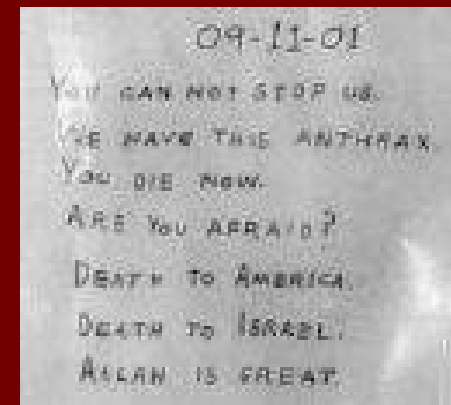 09-11-01
YOU CAN NOT STOP US.
WE HAVE THIS ANTHRAX.
YOU DIE NOW.
ARE YOU AFRAID?
DEATH TO AMERICA.
DEATH TO ISRAEL.
ALLAH IS GREAT.